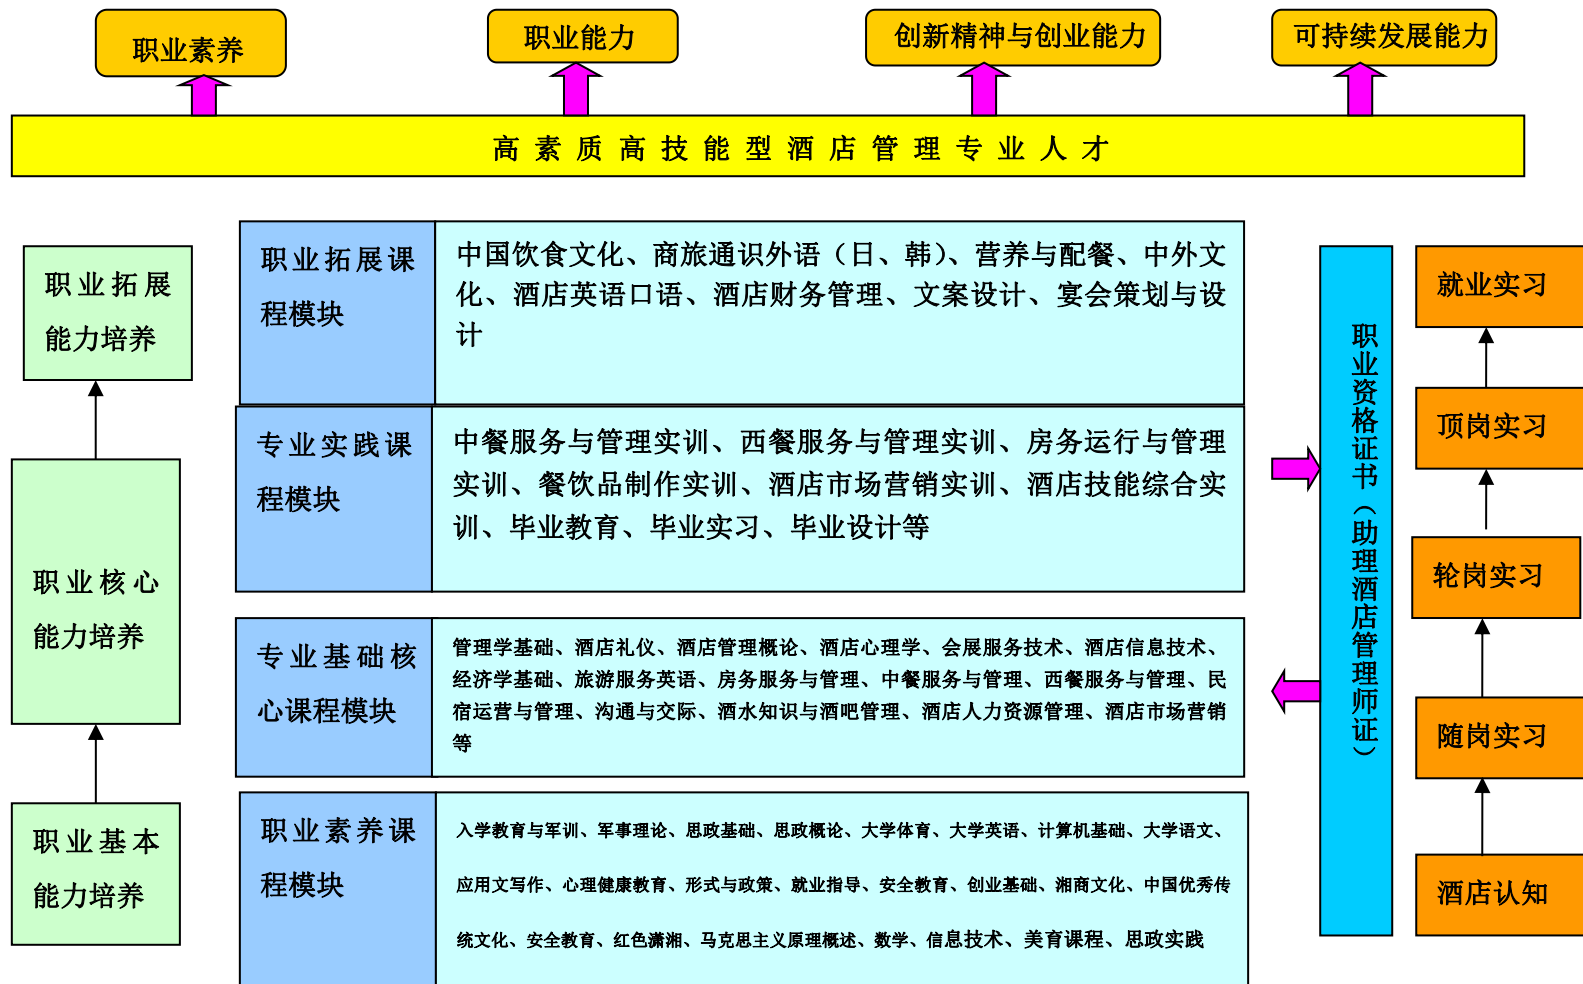 职业素养
职业能力
创新精神与创业能力
可持续发展能力
高素质高技能型酒店管理专业人才
职业拓展
能力培养
职业核心
能力培养
职业基本
能力培养
职业拓展课
程模块
中国饮食文化、商旅通识外语（日、韩）、营养与配餐、中外文
化、酒店英语口语、酒店财务管理、文案设计、宴会策划与设
计
专业实践课
程模块
中餐服务与管理实训、西餐服务与管理实训、房务运行与管理
实训、餐饮品制作实训、酒店市场营销实训、酒店技能综合实
训、毕业教育、毕业实习、毕业设计等
专业基础核
心课程模块
管理学基础、酒店礼仪、酒店管理概论、酒店心理学、会展服务技术、酒店信息技术、
经济学基础、旅游服务英语、房务服务与管理、中餐服务与管理、西餐服务与管理、民
宿运营与管理、沟通与交际、酒水知识与酒吧管理、酒店人力资源管理、酒店市场营销
等
职业素养课
程模块
入学教育与军训、军事理论、思政基础、思政概论、大学体育、大学英语、计算机基础、大学语文、
应用文写作、心理健康教育、形式与政策、就业指导、安全教育、创业基础、湘商文化、中国优秀传
统文化、安全教育、红色潇湘、马克思主义原理概述、数学、信息技术、美育课程、思政实践
职业资格证书（助理酒店管理师证）
就业实习
顶岗实习
轮岗实习
随岗实习
酒店认知